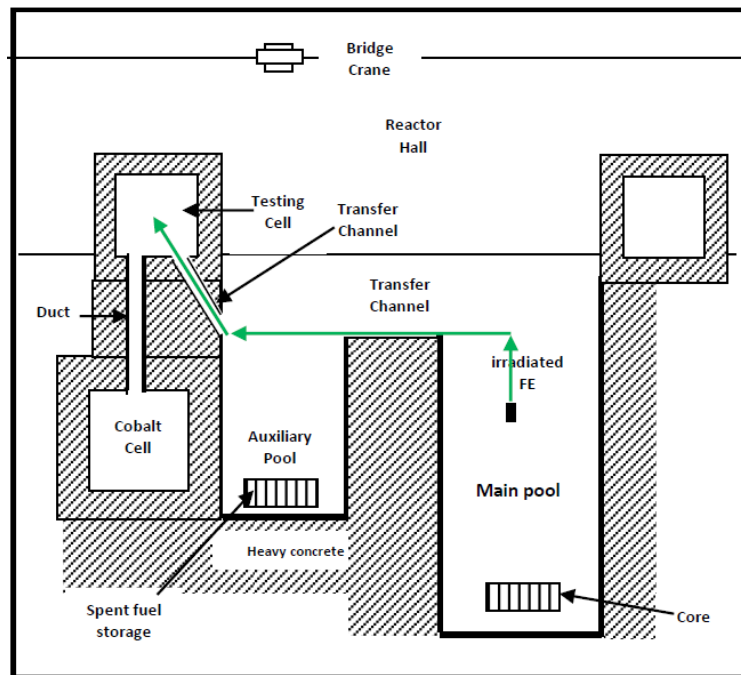 Bridge
Crane
Reactor
Hall
Testing
Cell
Transfer
Channel
Transfer
Channel
Duct
irradiated
FE
Cobalt
Cell
Auxiliary
Pool
Main pool
Heavy concrete
Spent fuel
storage
Core